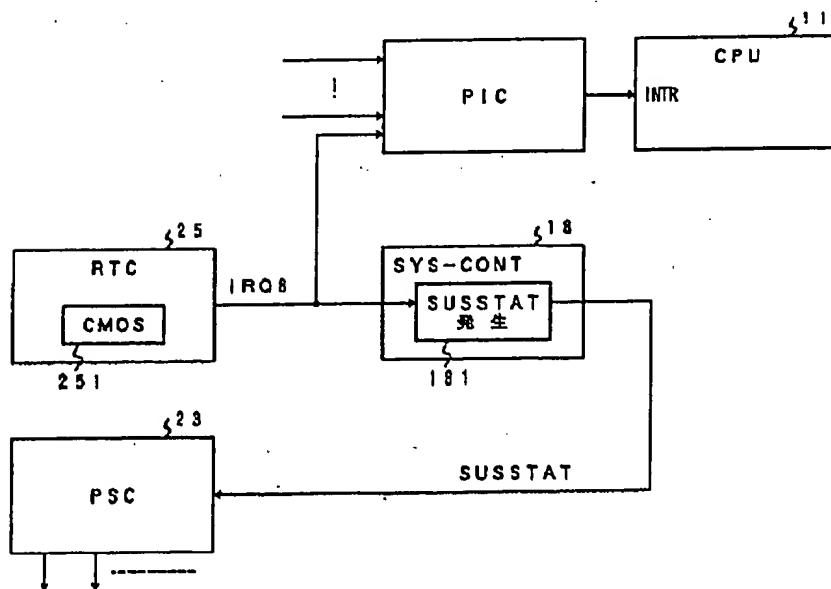 11
CPU
PIC
INTR
25
RTC
IRQ8
CMOS
251
18
SYS-CONT
SUSSTAT
発生
181
23
PSC
SUSSTAT